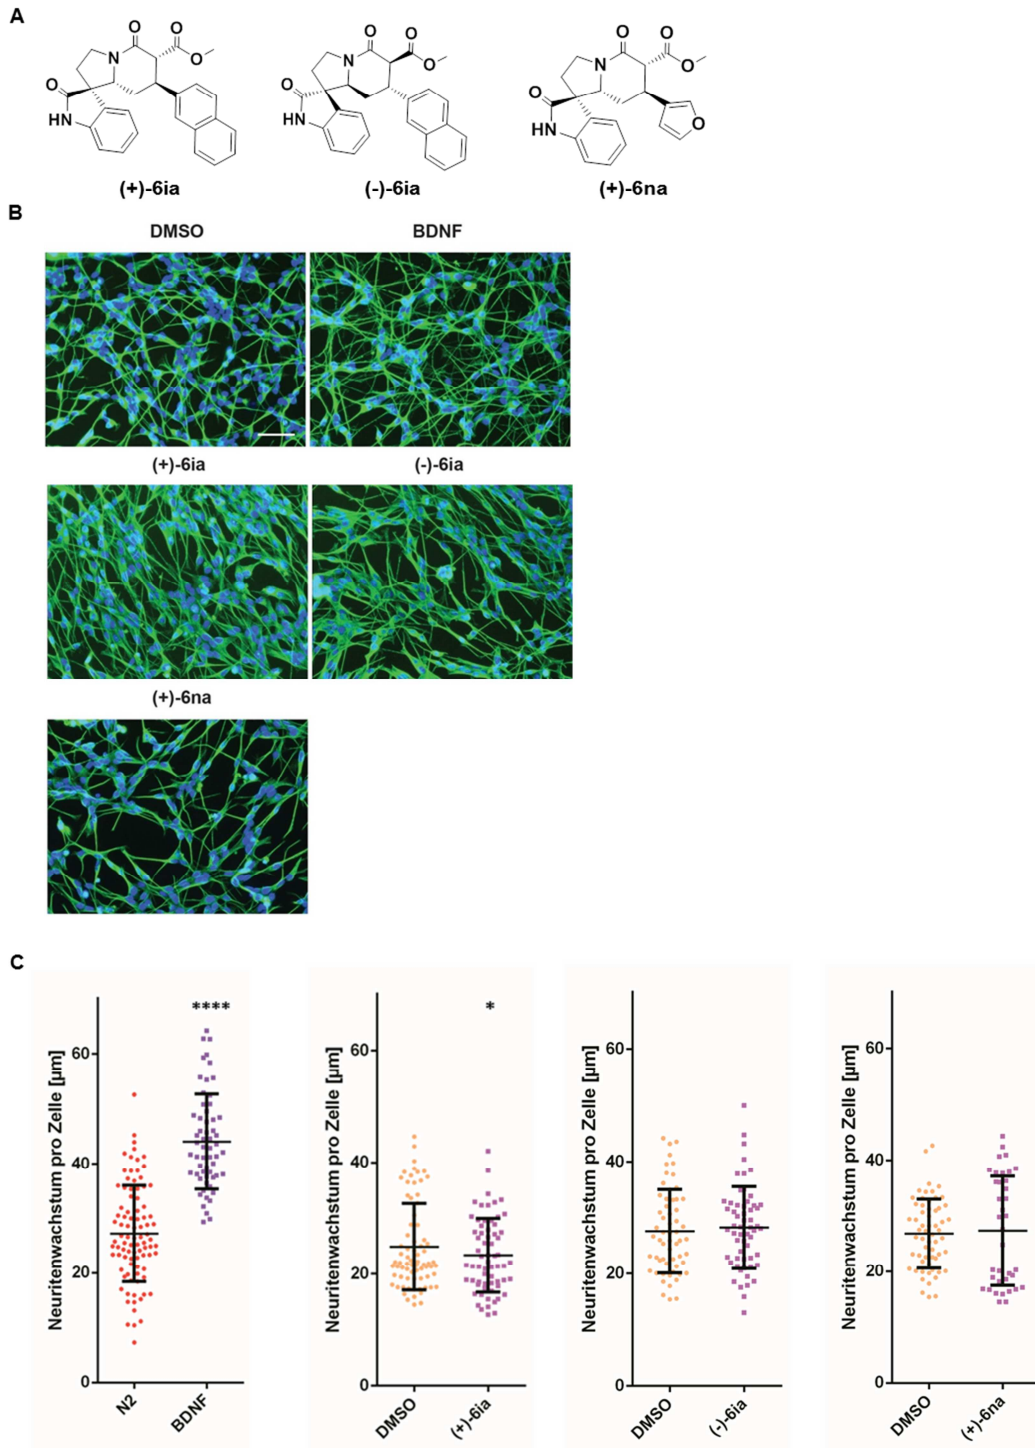 A
O
O
N
O
O
HN
(+)-6ia
O
O
N
O
O
HN
(-)-6ia
O
O
N
O
O
HN
O
(+)-6na
B
DMSO
BDNF
(+)-6ia
(-)-6ia
(+)-6na
C
Neuritenwachstum pro Zelle [µm]
60
40
20
0
****
N2
BDNF
Neuritenwachstum pro Zelle [µm]
60
40
20
0
*
DMSO
(+)-6ia
Neuritenwachstum pro Zelle [µm]
60
40
20
0
DMSO
(-)-6ia
Neuritenwachstum pro Zelle [µm]
60
40
20
0
DMSO
(+)-6na